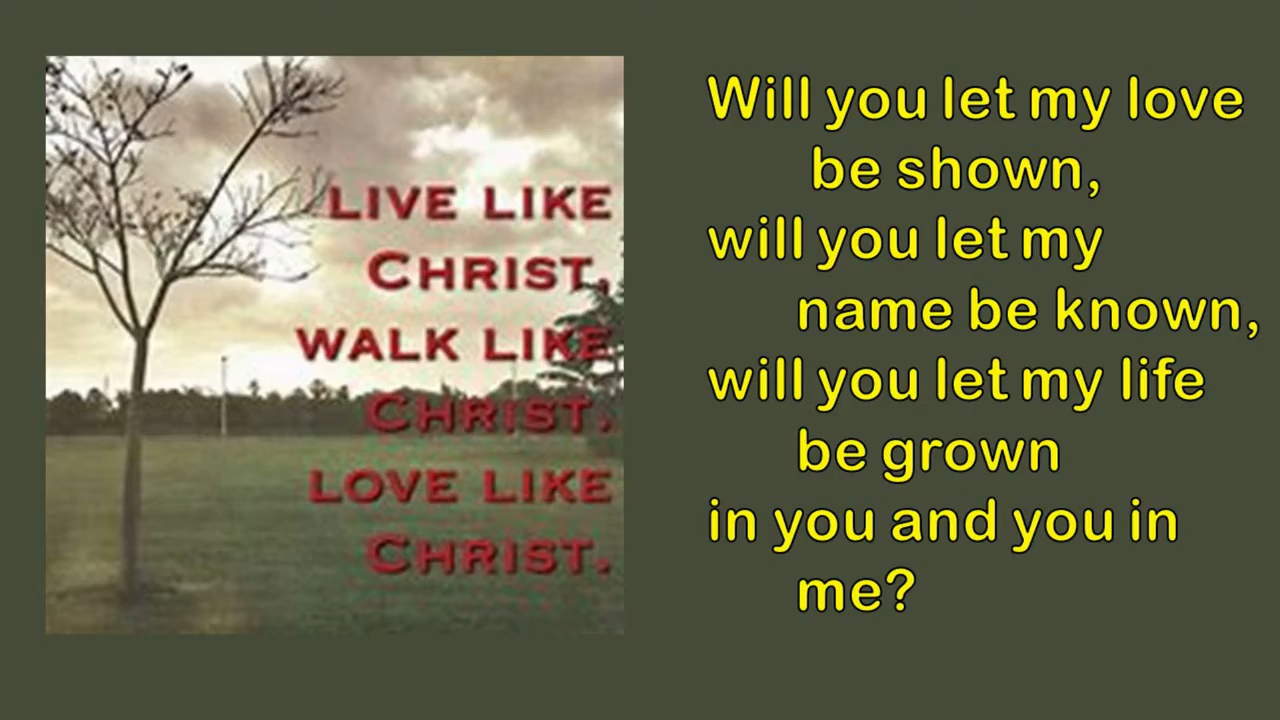 LIVE LIKE
CHRIST.
WALK LIKE
CHRIST.
LOVE LIKE
CHRIST.
Will you let my love
be shown,
will you let my
name be known,
will you let my life
be grown
in you and you in
me?